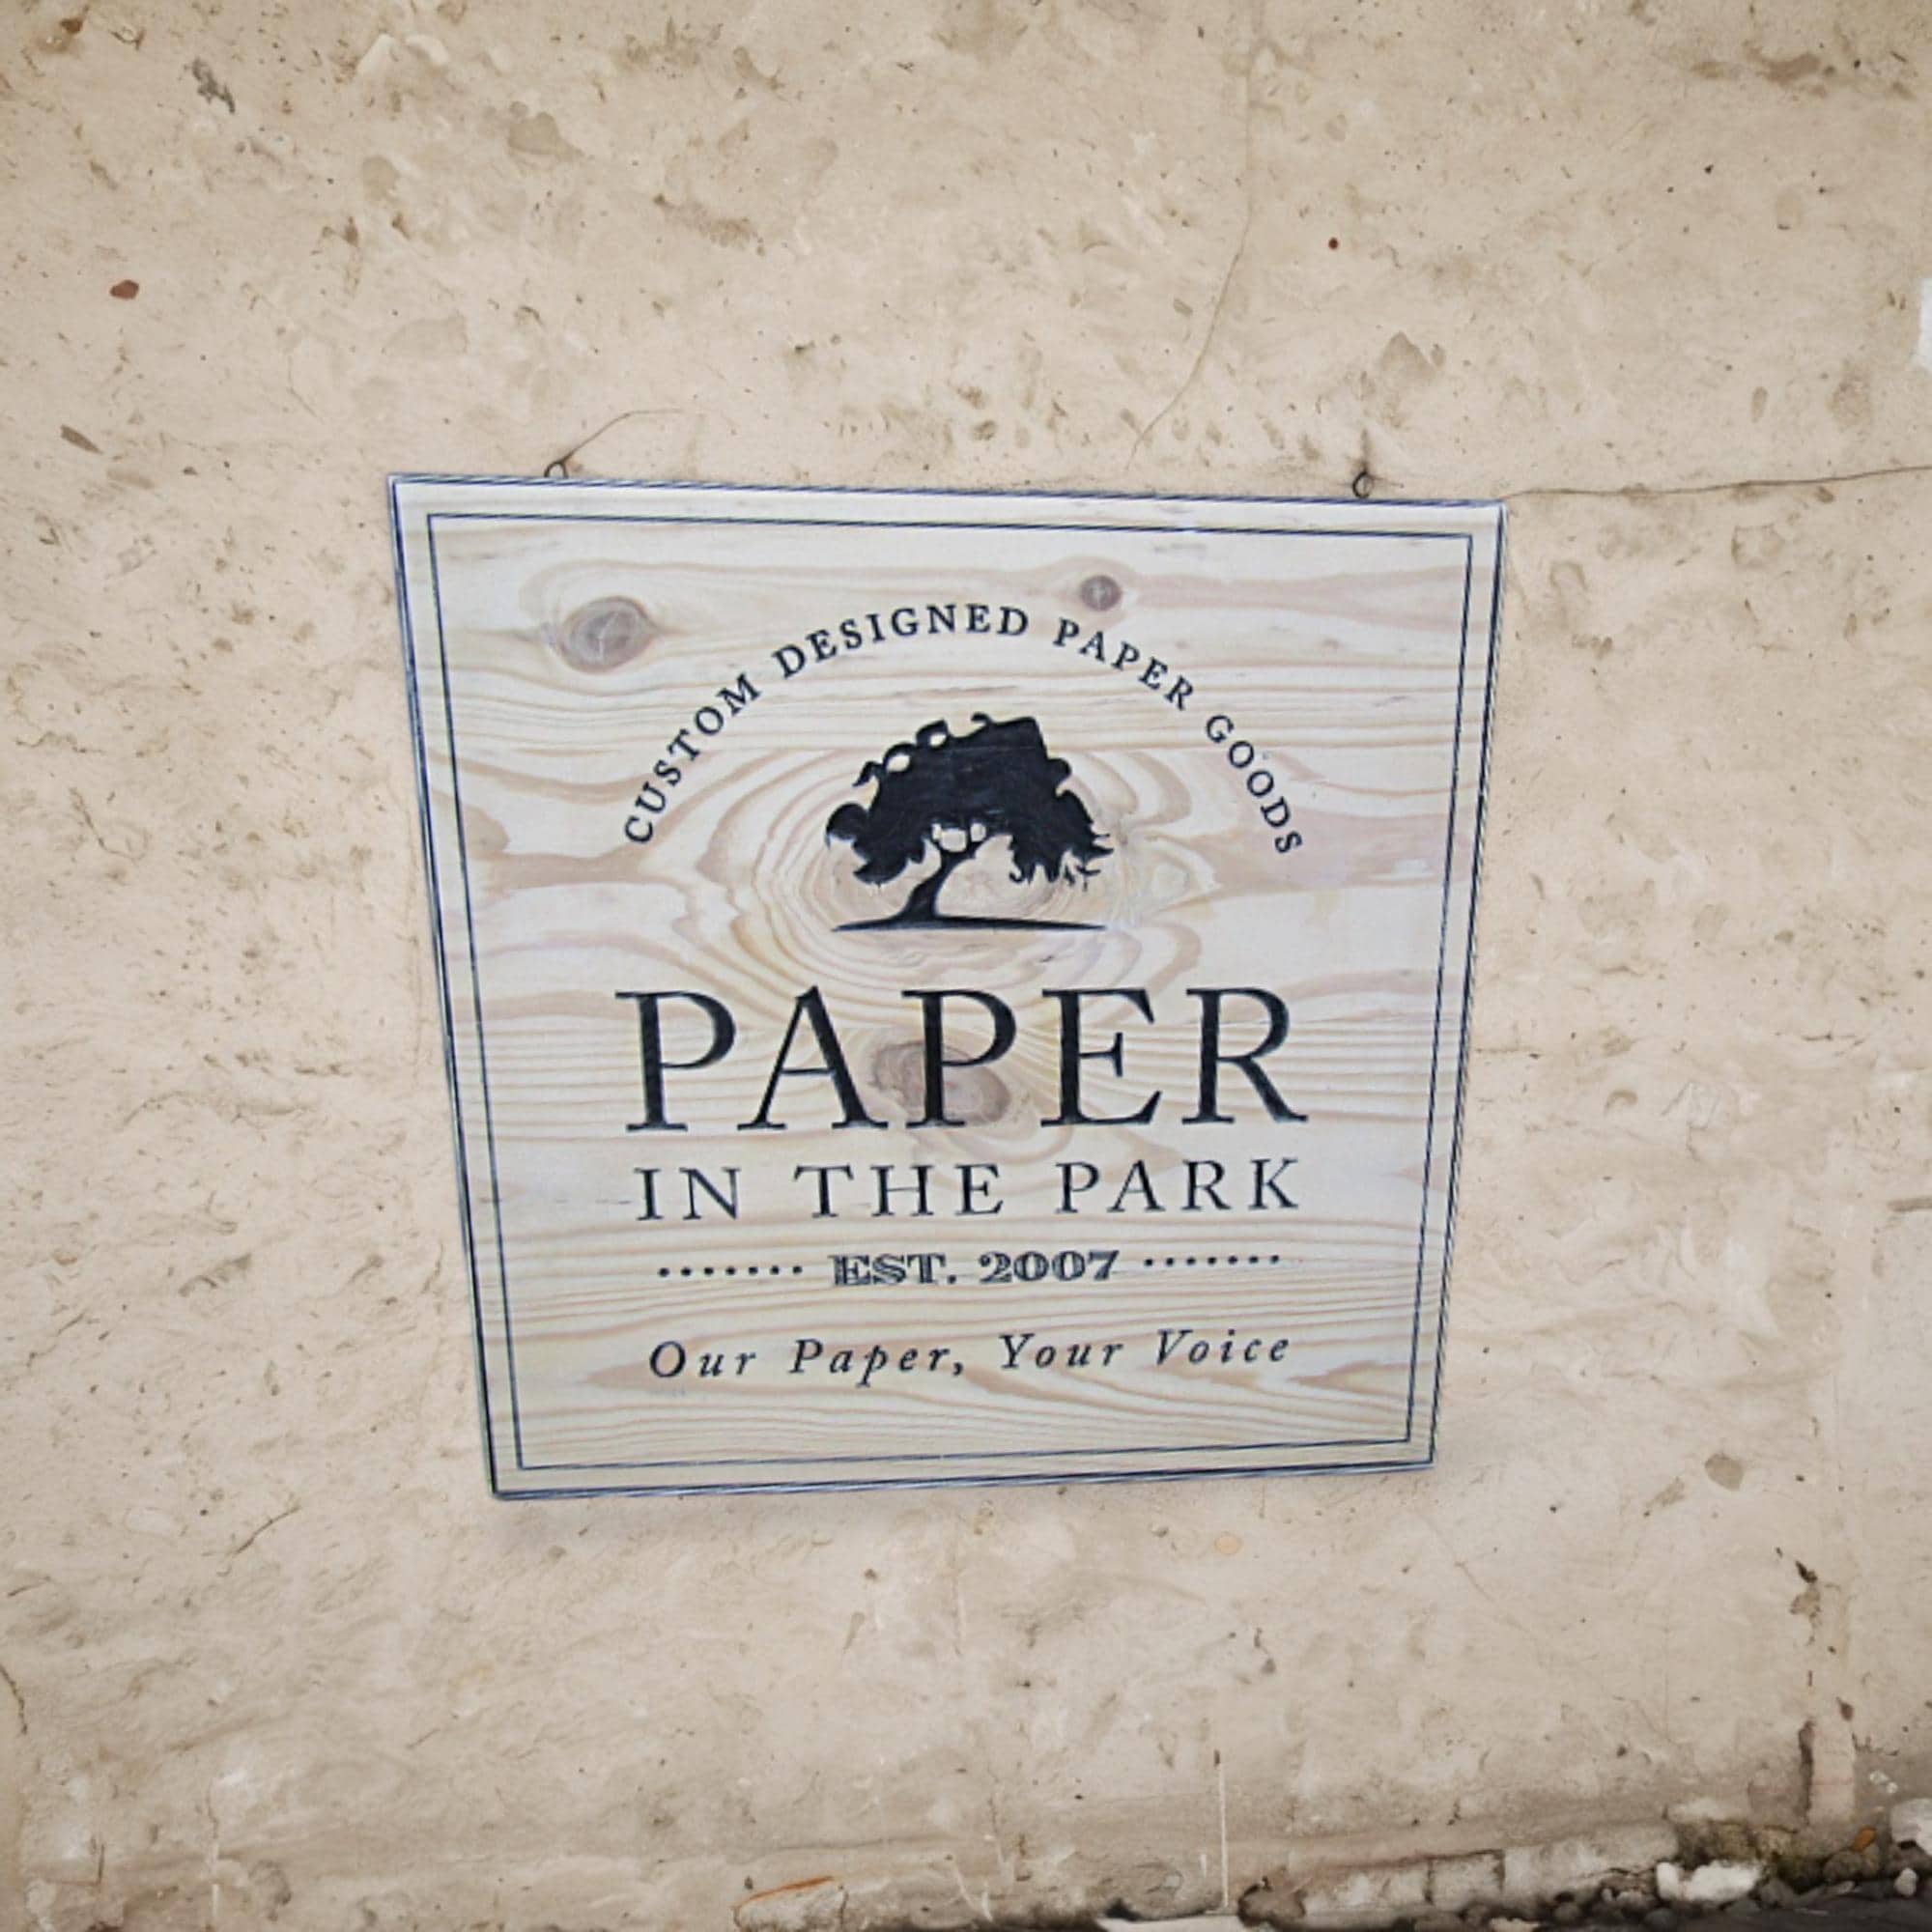 CUSTOM DESIGNED PAPER GOODS
PAPER
IN THE PARK
EST. 2007
Our Paper, Your Voice